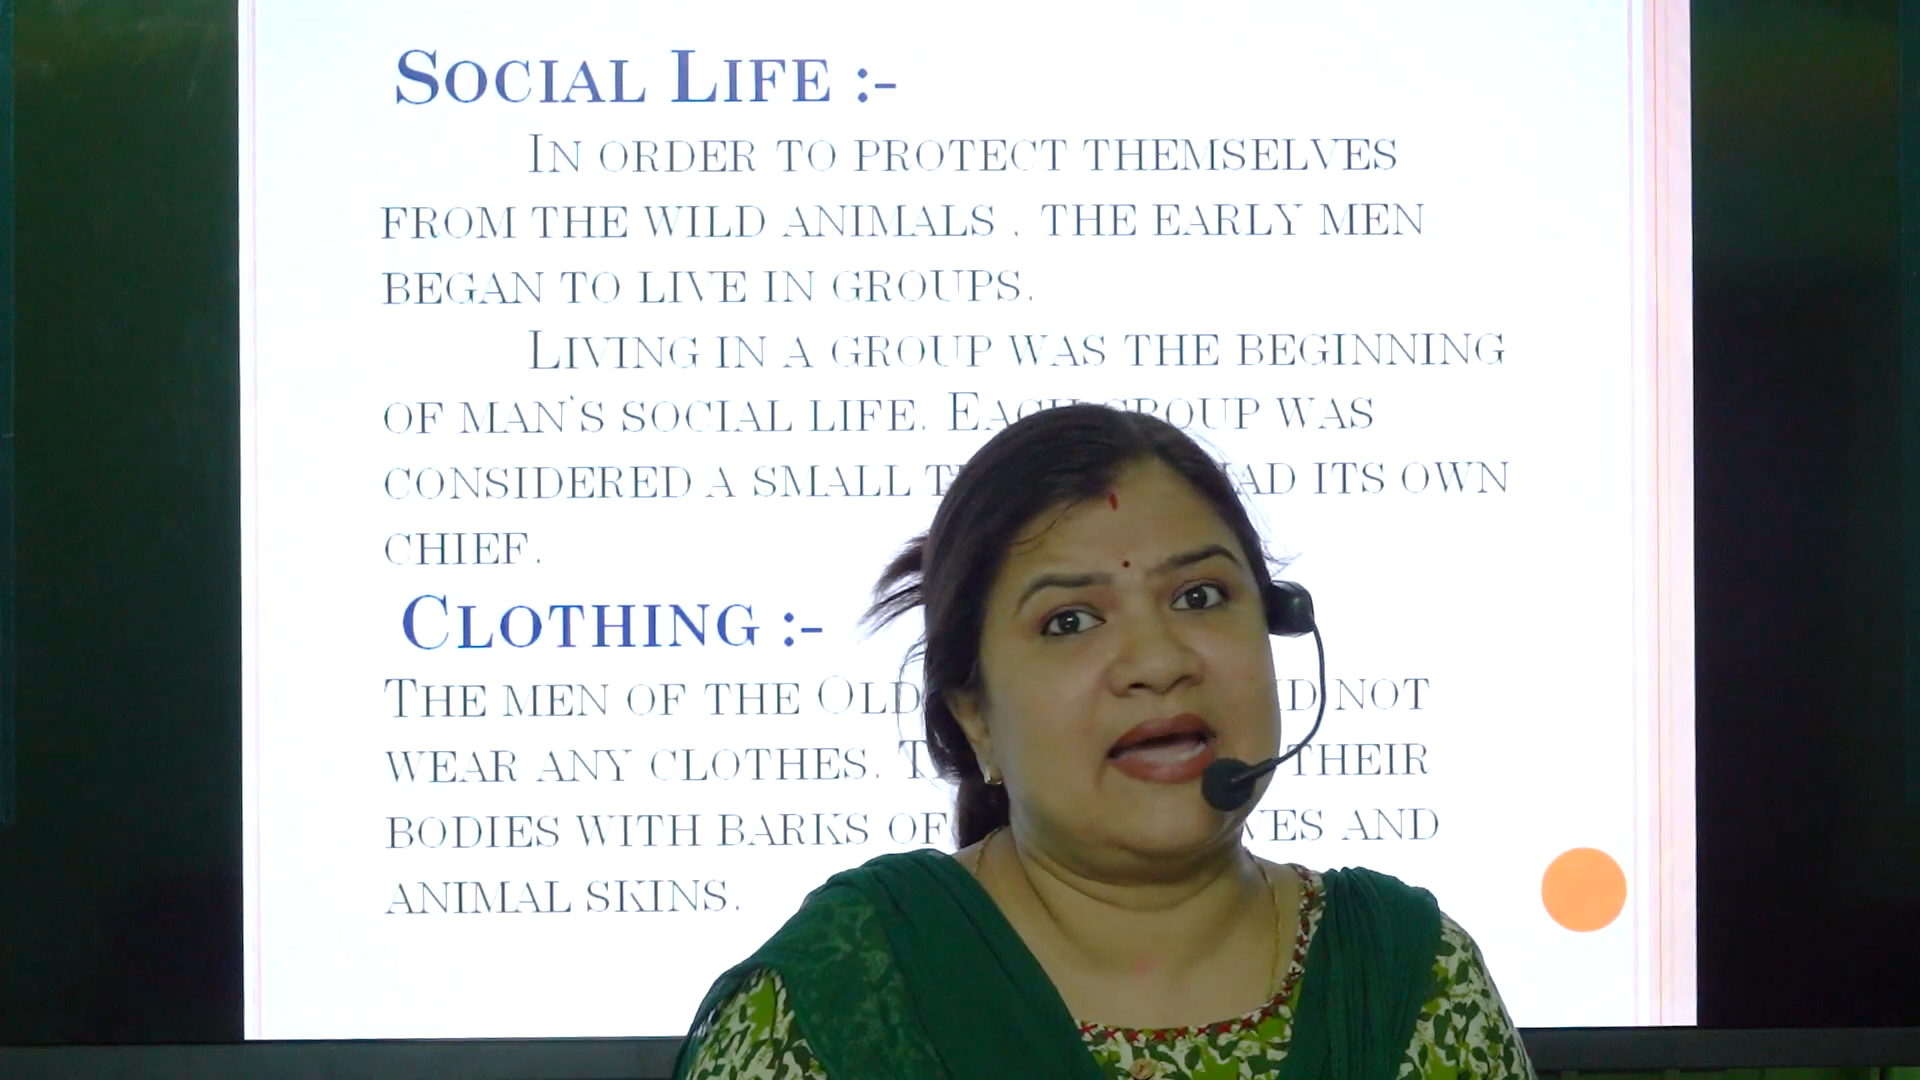 SOCIAL LIFE :-
IN ORDER TO PROTECT THEMSELVES
FROM THE WILD ANIMALS . THE EARLY MEN
BEGAN TO LIVE IN GROUPS.
LIVING IN A GROUP WAS THE BEGINNING
OF MAN'S SOCIAL LIFE. EACH GROUP WAS
CONSIDERED A SMALL ITS OWN
CHIEF.
CLOTHING :-
THE MEN OF THE OLD NOT
WEAR ANY CLOTHES. THEIR
BODIES WITH BARKS OF AND
ANIMAL SKINS.